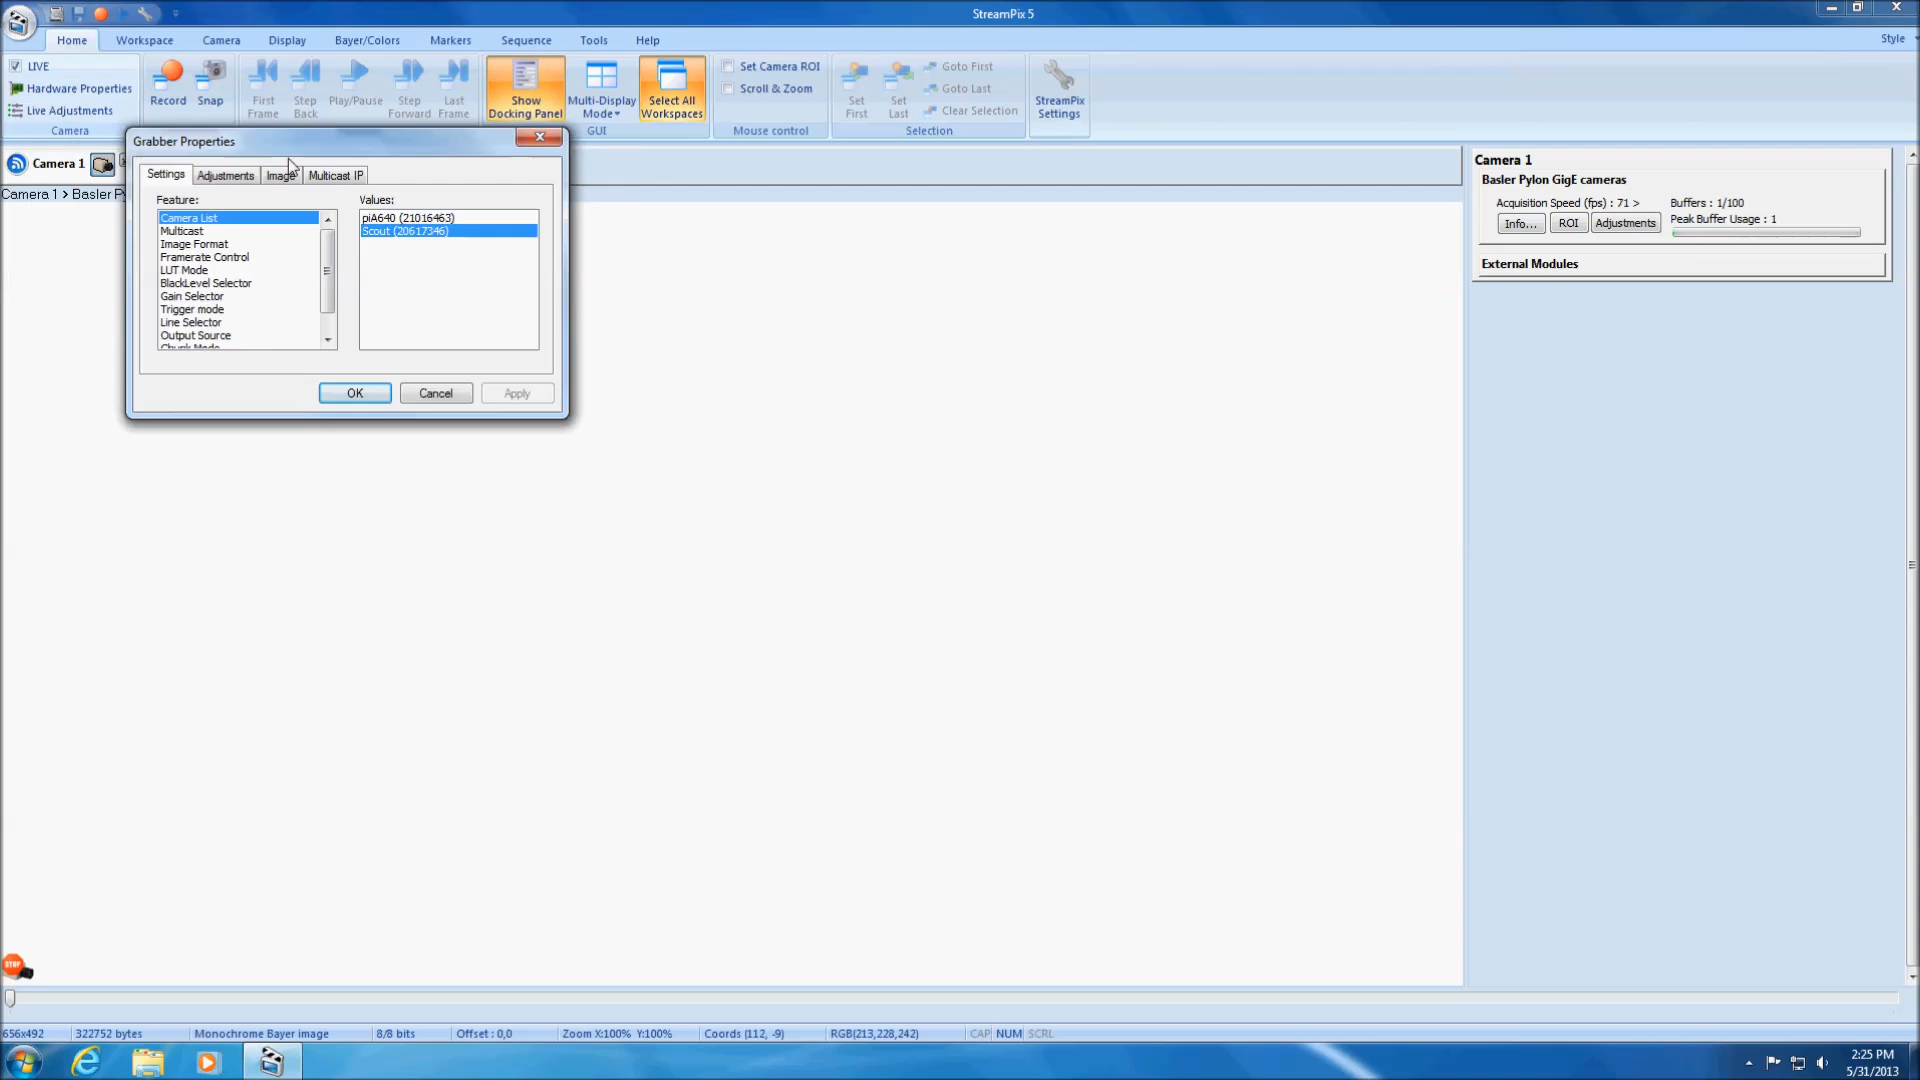 StreamPix 5
Home Workspace Camera Display Bayer/Colors Markers Sequence Tools Help Style
LIVE
Hardware Properties
Live Adjustments
Camera
Record
Snap
First Frame
Step Back
Play/Pause
Step Forward
Last Frame
Show Docking Panel
Multi-Display Mode
Select All Workspaces
GUI
Set Camera ROI
Scroll & Zoom
Mouse control
Set First
Set Last
Goto First
Goto Last
Clear Selection
Selection
StreamPix Settings
Grabber Properties
Camera 1
Camera 1 > Basler Py
Settings Adjustments Image Multicast IP
Feature:
Camera List
Multicast
Image Format
Framerate Control
LUT Mode
BlackLevel Selector
Gain Selector
Trigger mode
Line Selector
Output Source
Chunk Mode
Values:
piA640 (21016463)
Scout (20617346)
OK Cancel Apply
Camera 1
Basler Pylon GigE cameras
Acquisition Speed (fps) : 71 > Buffers : 1/100
Info... ROI Adjustments Peak Buffer Usage : 1
External Modules
STOP
656x492 322752 bytes Monochrome Bayer image 8/8 bits Offset : 0,0 Zoom X:100% Y:100% Coords (112, -9) RGB(213,228,242) CAP NUM SCRL
2:25 PM
5/31/2013